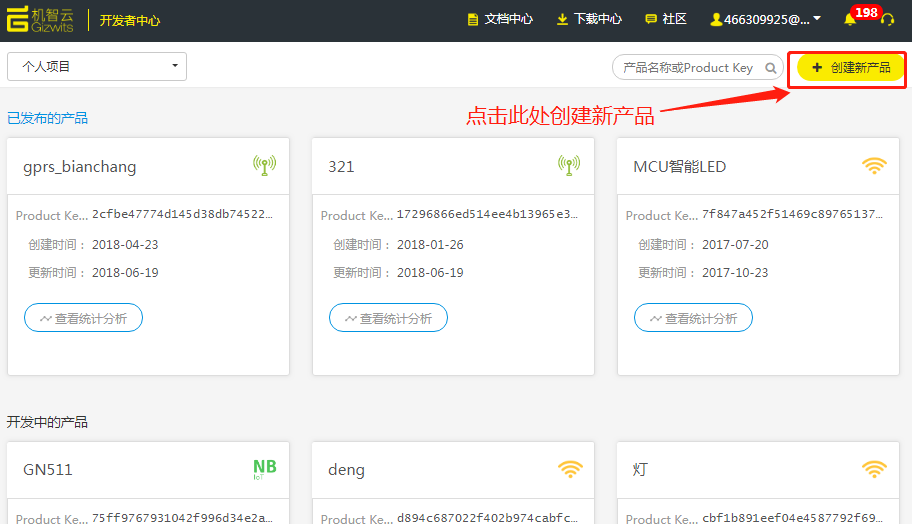 机智云
Gizwits
开发者中心
文档中心
下载中心
社区
466309925@...
198
个人项目
产品名称或Product Key
创建新产品
点击此处创建新产品
已发布的产品
gprs_bianchang
Product Ke... 2cfbe47774d145d38db74522...
创建时间： 2018-04-23
更新时间： 2018-06-19
查看统计分析
321
Product Ke... 17296866ed514ee4b13965e3...
创建时间： 2018-01-26
更新时间： 2018-06-19
查看统计分析
MCU智能LED
Product Ke... 7f847a452f51469c89765137...
创建时间： 2017-07-20
更新时间： 2017-10-23
查看统计分析
开发中的产品
GN511
NB
IoT
Product Ke... 75ff9767931042f996d34e2a...
deng
Product Ke... d894c687022f402b974cabfc...
灯
Product Ke... cbf1b891eef04e4587792f69...